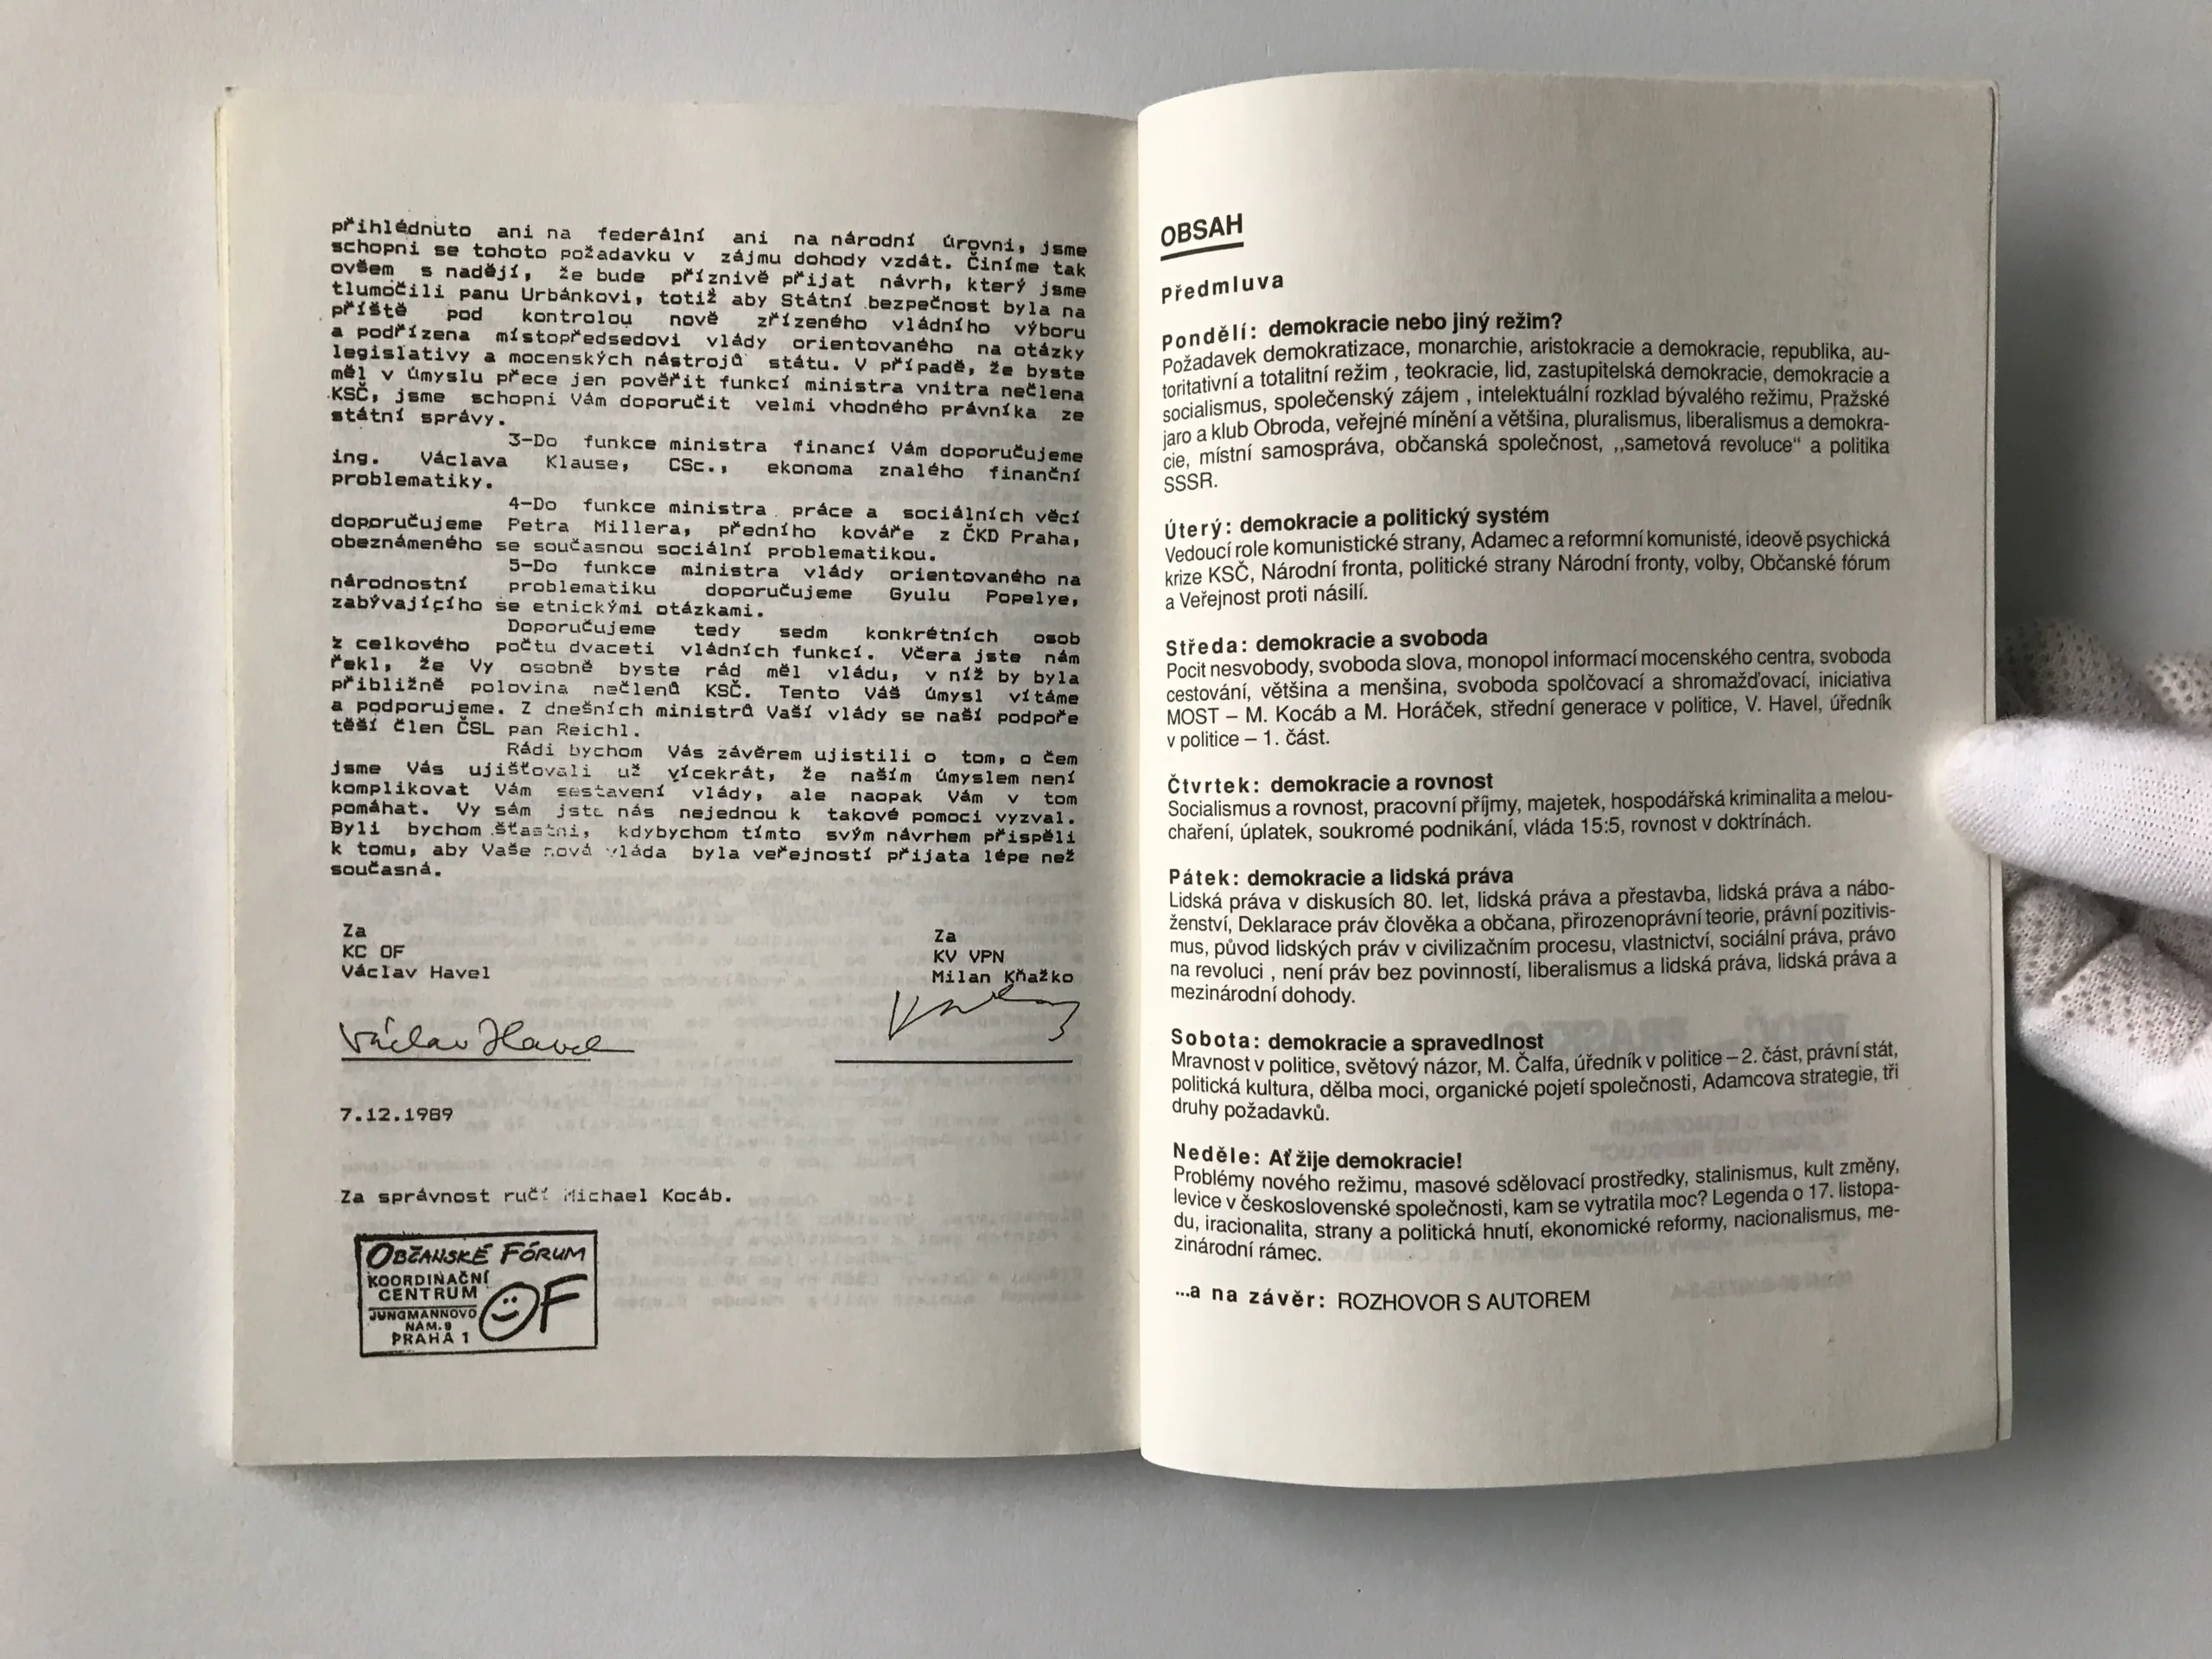 přihlédnuto ani na federální ani na národní úrovni, jsme
schopni se tohoto požadavku v zájmu dohody vzdát. Činíme tak
ovšem s nadějí, že bude příznivě přijat návrh, který jsme
tlumočili panu Urbánkovi, totiž aby Státní bezpečnost byla na
příště pod kontrolou nově zřízeného vládního výboru
a podřízena místopředsedovi vlády orientovaného na otázky
legislativy a mocenských nástrojů státu. V případě, že byste
měl v úmyslu přece jen pověřit funkcí ministra vnitra nečlena
KSČ, jsme schopni Vám doporučit velmi vhodného právníka ze
státní správy.
3-Do funkce ministra financí Vám doporučujeme
ing. Václava Klause, CSc., ekonoma znalého finanční
problematiky.
4-Do funkce ministra práce a sociálních věcí
doporučujeme Petra Millera, předního kováře z ČKD Praha,
obeznámeného se současnou sociální problematikou.
5-Do funkce ministra vlády orientovaného na
národnostní problematiku doporučujeme Gyulu Popelye,
zabývajícího se etnickými otázkami.
Doporučujeme tedy sedm konkrétních osob
z celkového počtu dvaceti vládních funkcí. Včera jste nám
řekl, že Vy osobně byste rád měl vládu, v níž by byla
přibližně polovina nečlenů KSČ. Tento Váš úmysl vítáme
a podporujeme. Z dnešních ministrů Vaší vlády se naší podpoře
těší člen ČSL pan Reichl.
Rádi bychom Vás závěrem ujistili o tom, o čem
jsme Vás ujišťovali už vícekrát, že naším úmyslem není
komplikovat Vám sestavení vlády, ale naopak Vám v tom
pomáhat. Vy sám jste nás nejednou k takové pomoci vyzval.
Byli bychom šťastni, kdybychom tímto svým návrhem přispěli
k tomu, aby Vaše nová vláda byla veřejností přijata lépe než
současná.
Za
KC OF
Václav Havel
Za
KV VPN
Milan Kňažko
Václav Havel
7.12.1989
Za správnost ručí Michael Kocáb.
OBČANSKÉ FÓRUM
KOORDINAČNÍ
CENTRUM
JUNGMANNOVO
NÁM.9
PRAHA 1
OF
OBSAH
Předmluva
Pondělí: demokracie nebo jiný režim?
Požadavek demokratizace, monarchie, aristokracie a demokracie, republika, au-
toritativní a totalitní režim , teokracie, lid, zastupitelská demokracie, demokracie a
socialismus, společenský zájem , intelektuální rozklad bývalého režimu, Pražské
jaro a klub Obroda, veřejné mínění a většina, pluralismus, liberalismus a demokra-
cie, místní samospráva, občanská společnost, ,,sametová revoluce“ a politika
SSSR.
Úterý: demokracie a politický systém
Vedoucí role komunistické strany, Adamec a reformní komunisté, ideově psychická
krize KSČ, Národní fronta, politické strany Národní fronty, volby, Občanské fórum
a Veřejnost proti násilí.
Středa: demokracie a svoboda
Pocit nesvobody, svoboda slova, monopol informací mocenského centra, svoboda
cestování, většina a menšina, svoboda spolčovací a shromažďovací, iniciativa
MOST – M. Kocáb a M. Horáček, střední generace v politice, V. Havel, úředník
v politice – 1. část.
Čtvrtek: demokracie a rovnost
Socialismus a rovnost, pracovní příjmy, majetek, hospodářská kriminalita a melou-
chaření, úplatek, soukromé podnikání, vláda 15:5, rovnost v doktrínách.
Pátek: demokracie a lidská práva
Lidská práva v diskusích 80. let, lidská práva a přestavba, lidská práva a nábo-
ženství, Deklarace práv člověka a občana, přirozenoprávní teorie, právní pozitivis-
mus, původ lidských práv v civilizačním procesu, vlastnictví, sociální práva, právo
na revoluci , není práv bez povinností, liberalismus a lidská práva, lidská práva a
mezinárodní dohody.
Sobota: demokracie a spravedlnost
Mravnost v politice, světový názor, M. Čalfa, úředník v politice – 2. část, právní stát,
politická kultura, dělba moci, organické pojetí společnosti, Adamcova strategie, tři
druhy požadavků.
Neděle: Ať žije demokracie!
Problémy nového režimu, masové sdělovací prostředky, stalinismus, kult změny,
levice v československé společnosti, kam se vytratila moc? Legenda o 17. listopa-
du, iracionalita, strany a politická hnutí, ekonomické reformy, nacionalismus, me-
zinárodní rámec.
...a na závěr: ROZHOVOR S AUTOREM